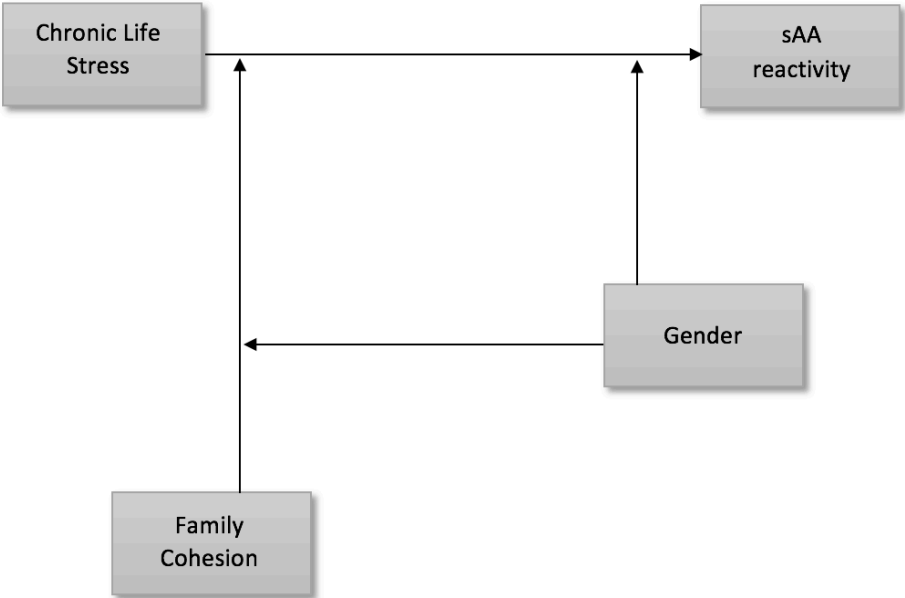 Chronic Life
Stress
sAA
reactivity
Gender
Family
Cohesion